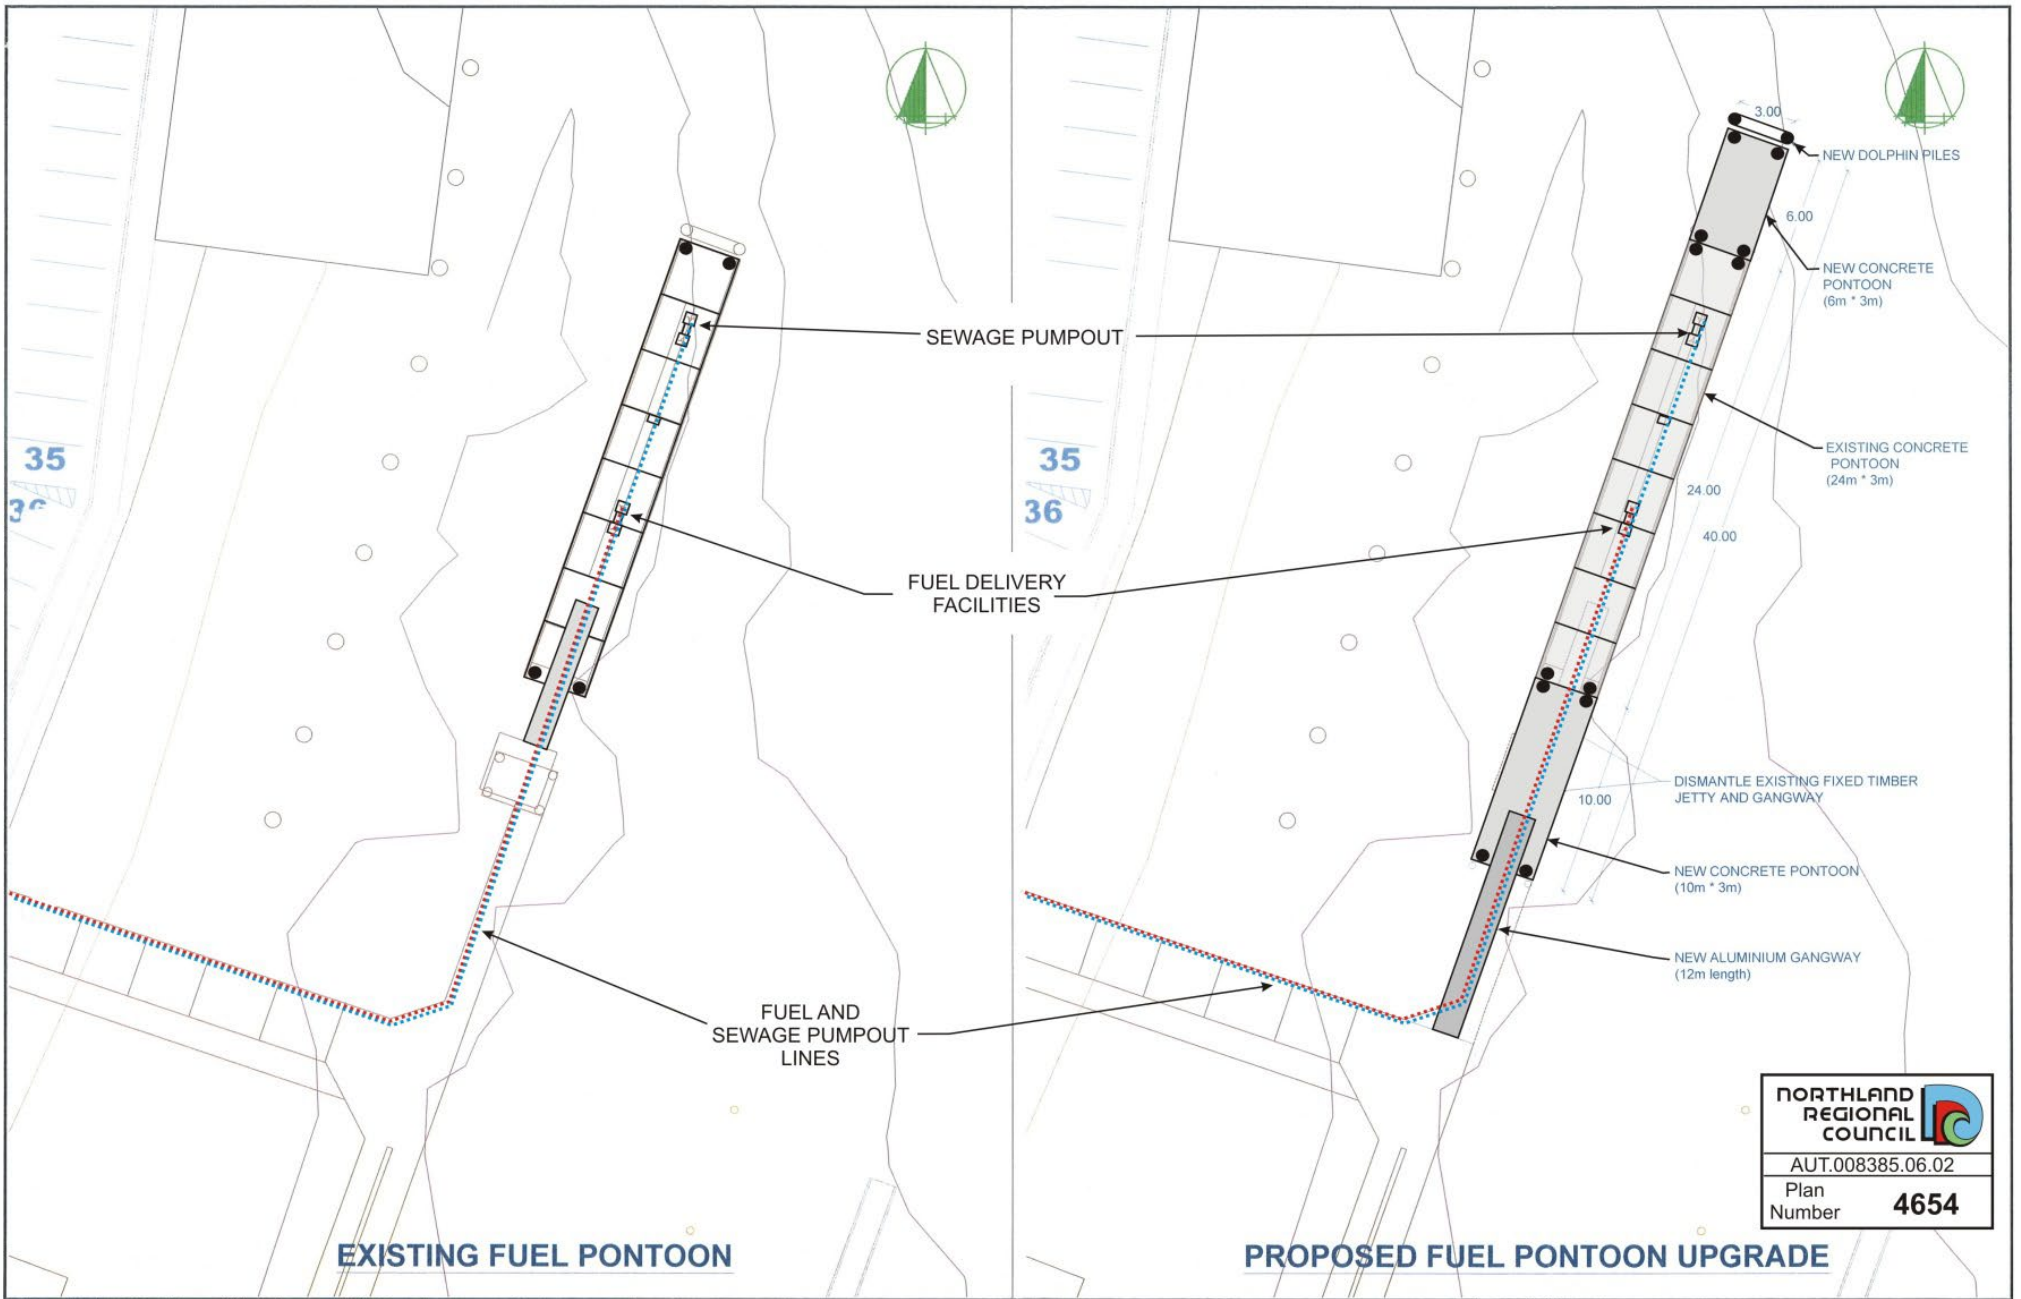 35
36
SEWAGE PUMPOUT
FUEL DELIVERY
FACILITIES
FUEL AND
SEWAGE PUMPOUT
LINES
EXISTING FUEL PONTOON
35
36
3.00
NEW DOLPHIN PILES
6.00
NEW CONCRETE
PONTOON
(6m * 3m)
EXISTING CONCRETE
PONTOON
(24m * 3m)
24.00
40.00
DISMANTLE EXISTING FIXED TIMBER
JETTY AND GANGWAY
10.00
NEW CONCRETE PONTOON
(10m * 3m)
NEW ALUMINIUM GANGWAY
(12m length)
PROPOSED FUEL PONTOON UPGRADE
NORTHLAND
REGIONAL
COUNCIL
AUT.008385.06.02
Plan
Number 4654